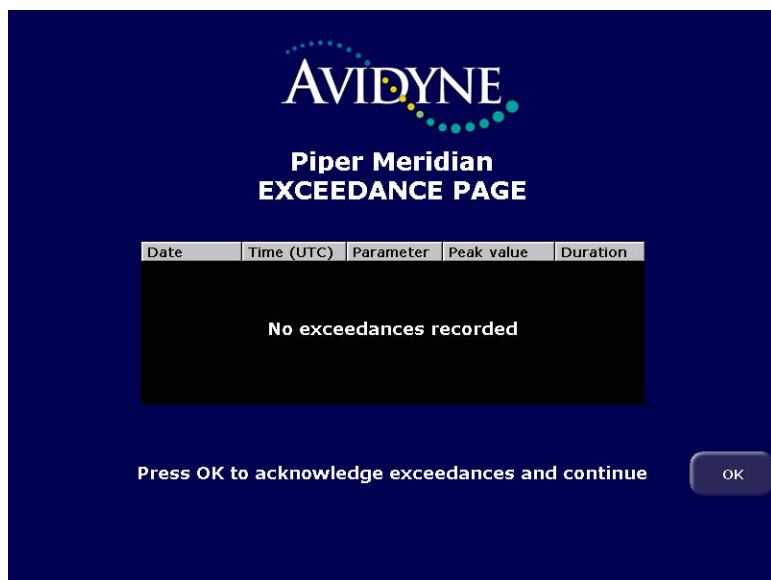 AVIDYNE
Piper Meridian
EXCEEDANCE PAGE
Date Time (UTC) Parameter Peak value Duration
No exceedances recorded
Press OK to acknowledge exceedances and continue OK